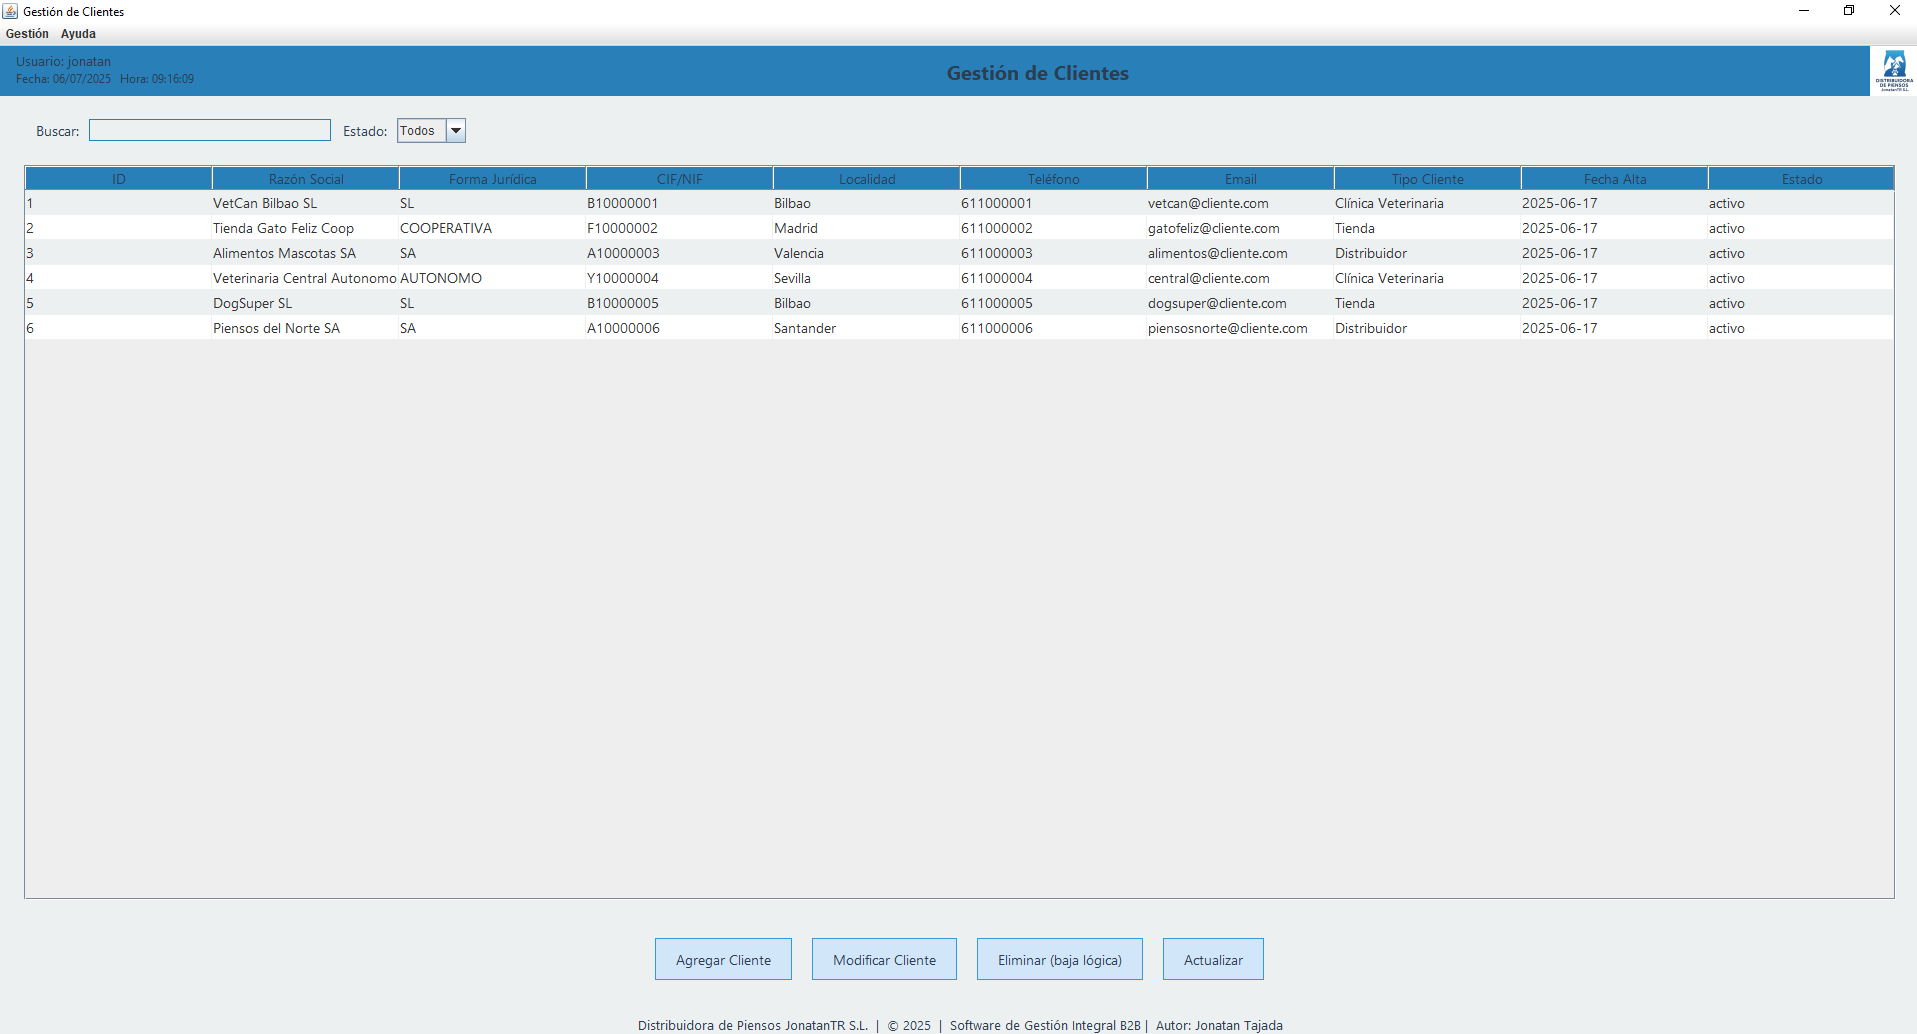 Gestión de Clientes
Gestión Ayuda
Usuario: jonatan
Fecha: 06/07/2025 Hora: 09:16:09
Gestión de Clientes
DISTRIBUIDORA
DE PIENSOS
JonatanTR S.L.
Buscar: Estado: Todos
ID Razón Social Forma Jurídica CIF/NIF Localidad Teléfono Email Tipo Cliente Fecha Alta Estado
1 VetCan Bilbao SL SL B10000001 Bilbao 611000001 vetcan@cliente.com Clínica Veterinaria 2025-06-17 activo
2 Tienda Gato Feliz Coop COOPERATIVA F10000002 Madrid 611000002 gatofeliz@cliente.com Tienda 2025-06-17 activo
3 Alimentos Mascotas SA SA A10000003 Valencia 611000003 alimentos@cliente.com Distribuidor 2025-06-17 activo
4 Veterinaria Central Autonomo AUTONOMO Y10000004 Sevilla 611000004 central@cliente.com Clínica Veterinaria 2025-06-17 activo
5 DogSuper SL SL B10000005 Bilbao 611000005 dogsuper@cliente.com Tienda 2025-06-17 activo
6 Piensos del Norte SA SA A10000006 Santander 611000006 piensosnorte@cliente.com Distribuidor 2025-06-17 activo
Agregar Cliente Modificar Cliente Eliminar (baja lógica) Actualizar
Distribuidora de Piensos JonatanTR S.L. | © 2025 | Software de Gestión Integral B2B | Autor: Jonatan Tajada